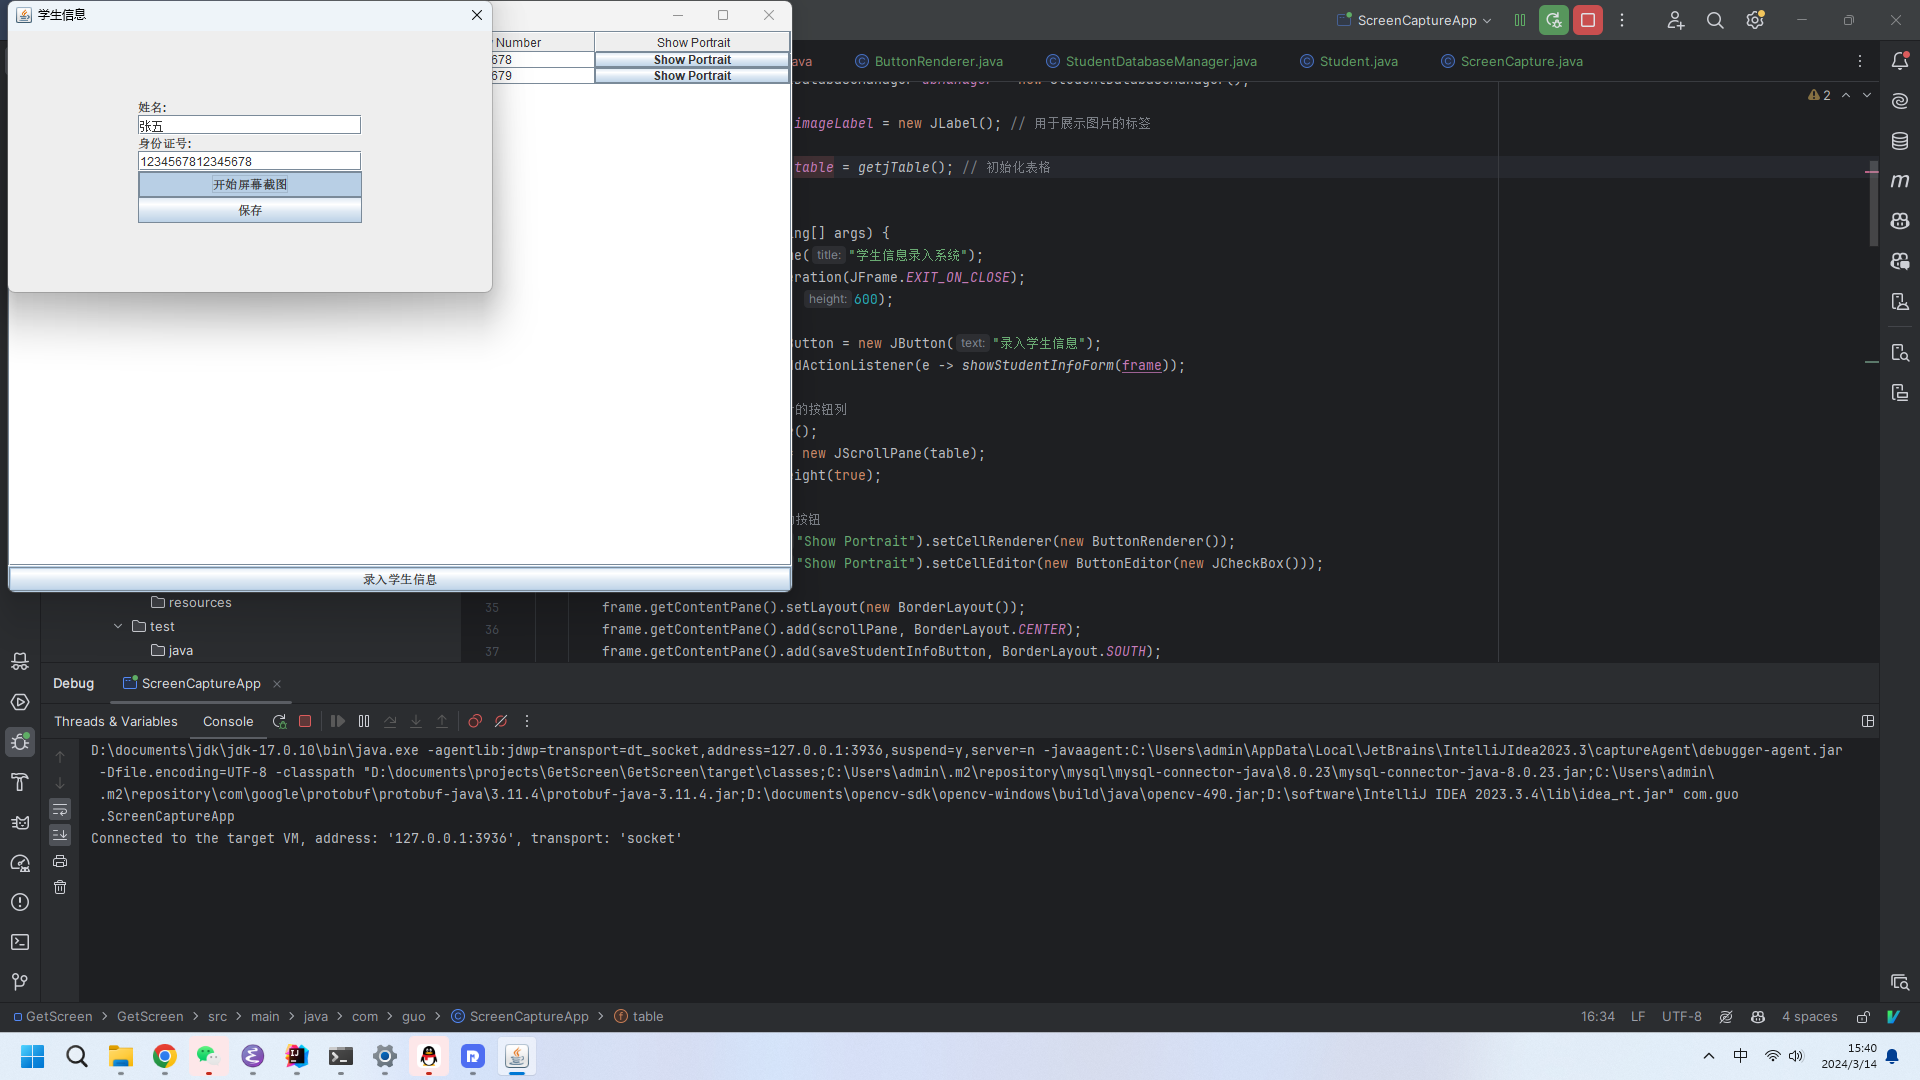 学生信息
ScreenCaptureApp
Number
Show Portrait
678
Show Portrait
679
Show Portrait
姓名:
张五
身份证号:
1234567812345678
开始屏幕截图
保存
录入学生信息
ava
ButtonRenderer.java
StudentDatabaseManager.java
Student.java
ScreenCapture.java
2
imageLabel = new JLabel(); // 用于展示图片的标签
table = getjTable(); // 初始化表格
ng[] args) {
e( title: "学生信息录入系统");
eration(JFrame.EXIT_ON_CLOSE);
height: 600);
Button = new JButton( text: "录入学生信息");
dActionListener(e -> showStudentInfoForm(frame));
的按钮列
();
new JScrollPane(table);
ight(true);
按钮
"Show Portrait").setCellRenderer(new ButtonRenderer());
"Show Portrait").setCellEditor(new ButtonEditor(new JCheckBox()));
35 frame.getContentPane().setLayout(new BorderLayout());
36 frame.getContentPane().add(scrollPane, BorderLayout.CENTER);
37 frame.getContentPane().add(saveStudentInfoButton, BorderLayout.SOUTH);
resources
test
java
Debug
ScreenCaptureApp
Threads & Variables
Console
D:\documents\jdk\jdk-17.0.10\bin\java.exe -agentlib:jdwp=transport=dt_socket,address=127.0.0.1:3936,suspend=y,server=n -javaagent:C:\Users\admin\AppData\Local\JetBrains\IntelliJIdea2023.3\captureAgent\debugger-agent.jar
-Dfile.encoding=UTF-8 -classpath "D:\documents\projects\GetScreen\GetScreen\target\classes;C:\Users\admin\.m2\repository\mysql\mysql-connector-java\8.0.23\mysql-connector-java-8.0.23.jar;C:\Users\admin\
.m2\repository\com\google\protobuf\protobuf-java\3.11.4\protobuf-java-3.11.4.jar;D:\documents\opencv-sdk\opencv-windows\build\java\opencv-490.jar;D:\software\IntelliJ IDEA 2023.3.4\lib\idea_rt.jar" com.guo
.ScreenCaptureApp
Connected to the target VM, address: '127.0.0.1:3936', transport: 'socket'
GetScreen > GetScreen > src > main > java > com > guo > ScreenCaptureApp > table
16:34 LF UTF-8 4 spaces
中
15:40
2024/3/14